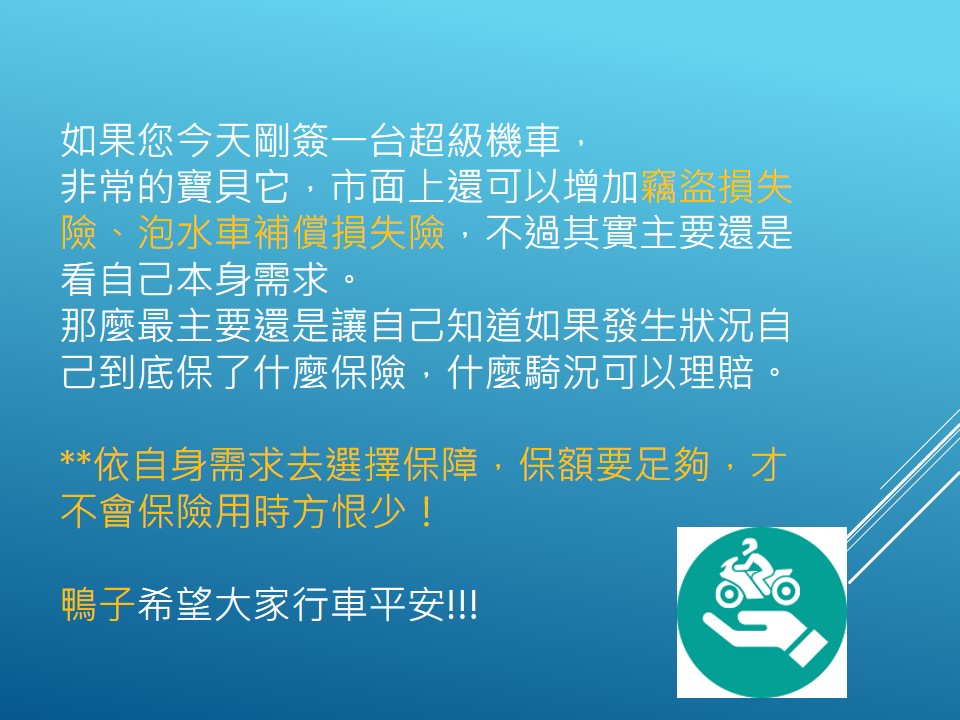 如果您今天剛簽一台超級機車，
非常的寶貝它，市面上還可以增加竊盜損失
險、泡水車補償損失險，不過其實主要還是
看自己本身需求。
那麼最主要還是讓自己知道如果發生狀況自
己到底保了什麼保險，什麼騎況可以理賠。
**依自身需求去選擇保障，保額要足夠，才
不會保險用時方恨少！
鴨子希望大家行車平安!!!